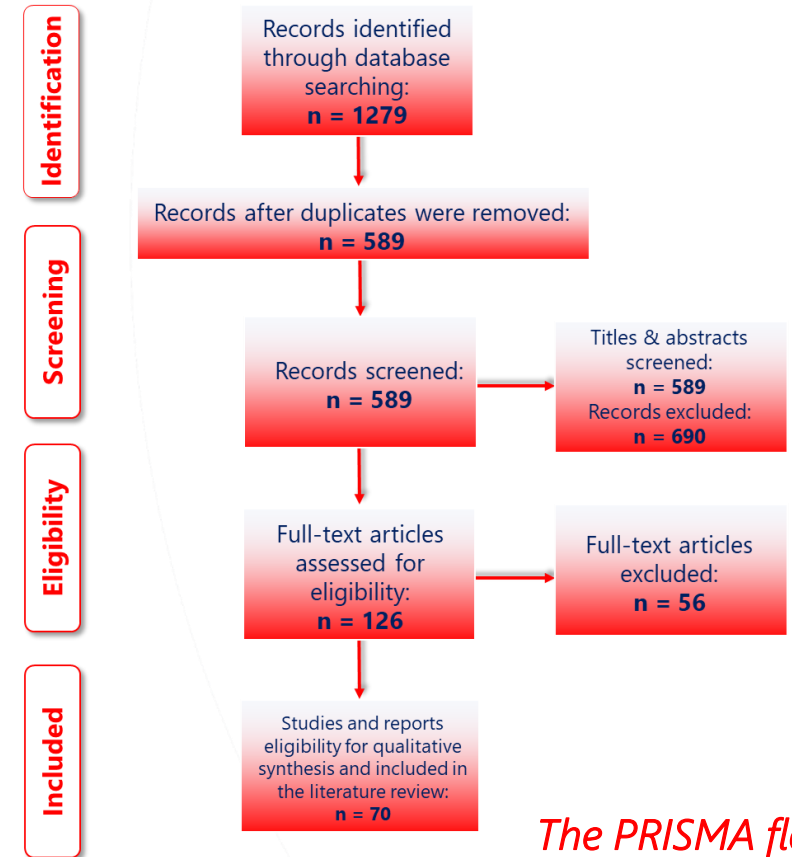 Identification
Records identified
through database
searching:
n = 1279
Records after duplicates were removed:
n = 589
Screening
Records screened:
n = 589
Titles & abstracts
screened:
n = 589
Records excluded:
n = 690
Eligibility
Full-text articles
assessed for
eligibility:
n = 126
Full-text articles
excluded:
n = 56
Included
Studies and reports
eligibility for qualitative
synthesis and included in
the literature review:
n = 70
The PRISMA